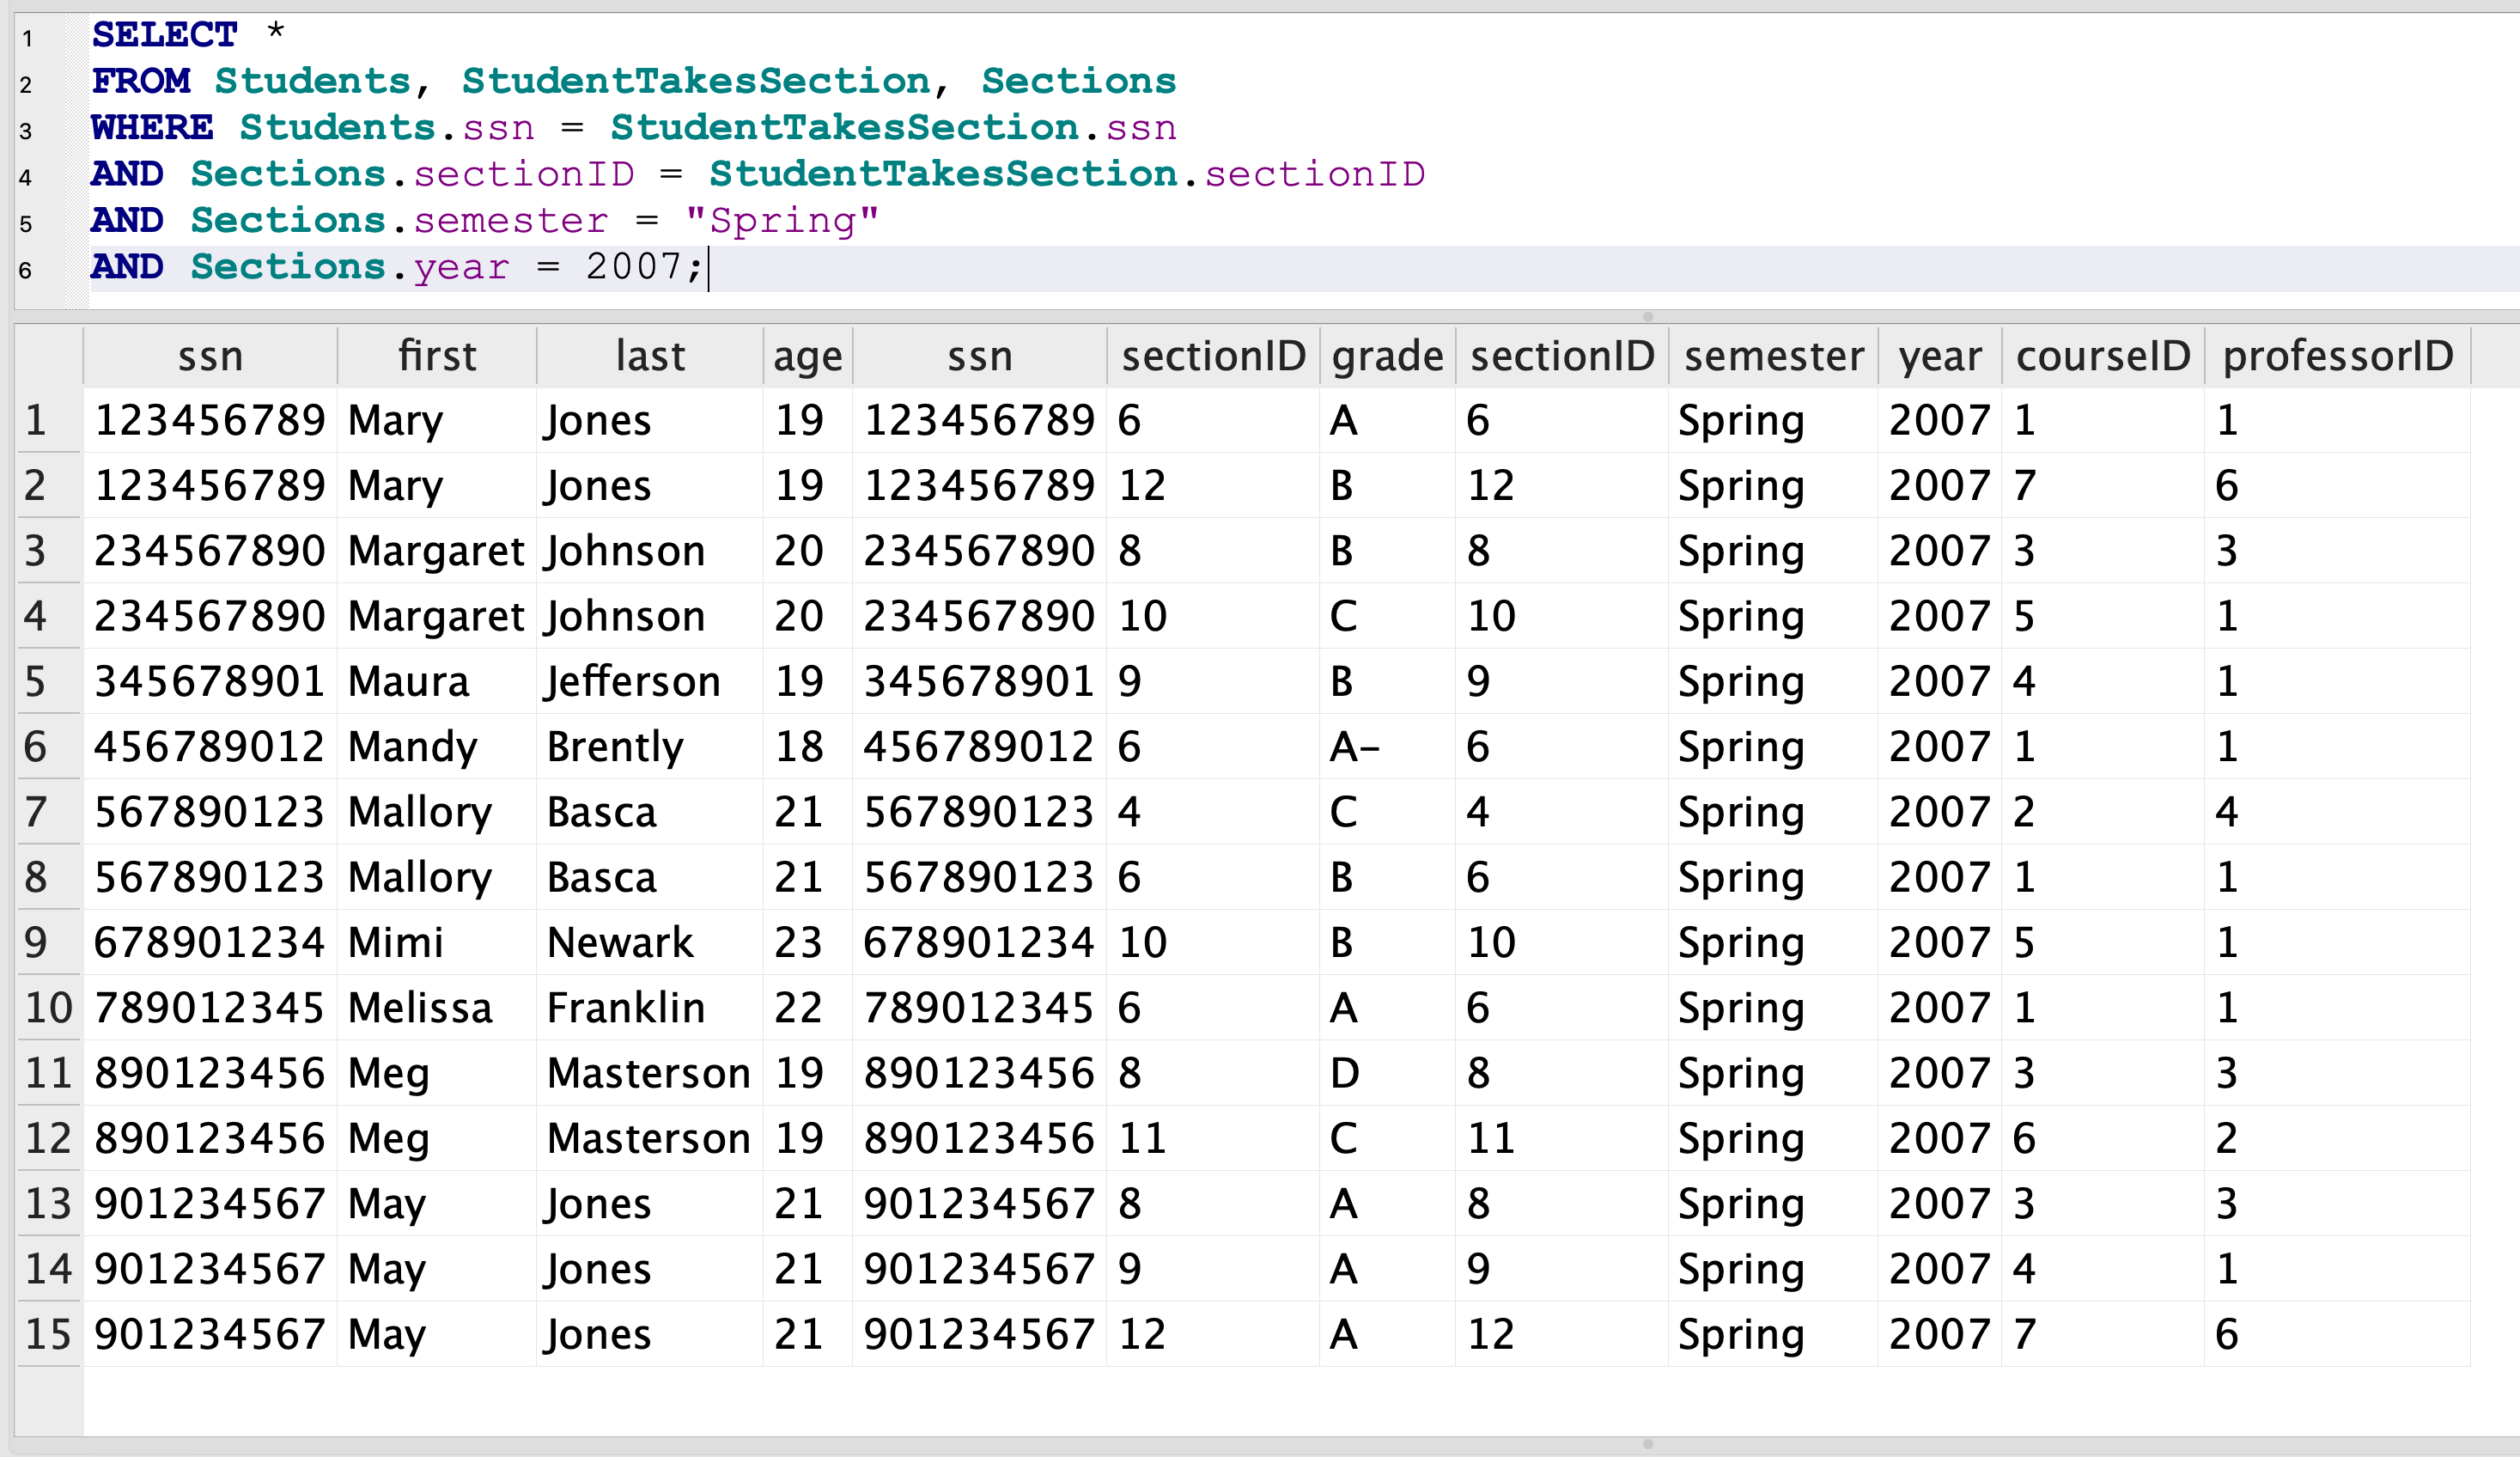 1 SELECT *
2 FROM Students, StudentTakesSection, Sections
3 WHERE Students.ssn = StudentTakesSection.ssn
4 AND Sections.sectionID = StudentTakesSection.sectionID
5 AND Sections.semester = "Spring"
6 AND Sections.year = 2007;
ssn first last age ssn sectionID grade sectionID semester year courseID professorID
1 123456789 Mary Jones 19 123456789 6 A 6 Spring 2007 1 1
2 123456789 Mary Jones 19 123456789 12 B 12 Spring 2007 7 6
3 234567890 Margaret Johnson 20 234567890 8 B 8 Spring 2007 3 3
4 234567890 Margaret Johnson 20 234567890 10 C 10 Spring 2007 5 1
5 345678901 Maura Jefferson 19 345678901 9 B 9 Spring 2007 4 1
6 456789012 Mandy Brently 18 456789012 6 A- 6 Spring 2007 1 1
7 567890123 Mallory Basca 21 567890123 4 C 4 Spring 2007 2 4
8 567890123 Mallory Basca 21 567890123 6 B 6 Spring 2007 1 1
9 678901234 Mimi Newark 23 678901234 10 B 10 Spring 2007 5 1
10 789012345 Melissa Franklin 22 789012345 6 A 6 Spring 2007 1 1
11 890123456 Meg Masterson 19 890123456 8 D 8 Spring 2007 3 3
12 890123456 Meg Masterson 19 890123456 11 C 11 Spring 2007 6 2
13 901234567 May Jones 21 901234567 8 A 8 Spring 2007 3 3
14 901234567 May Jones 21 901234567 9 A 9 Spring 2007 4 1
15 901234567 May Jones 21 901234567 12 A 12 Spring 2007 7 6